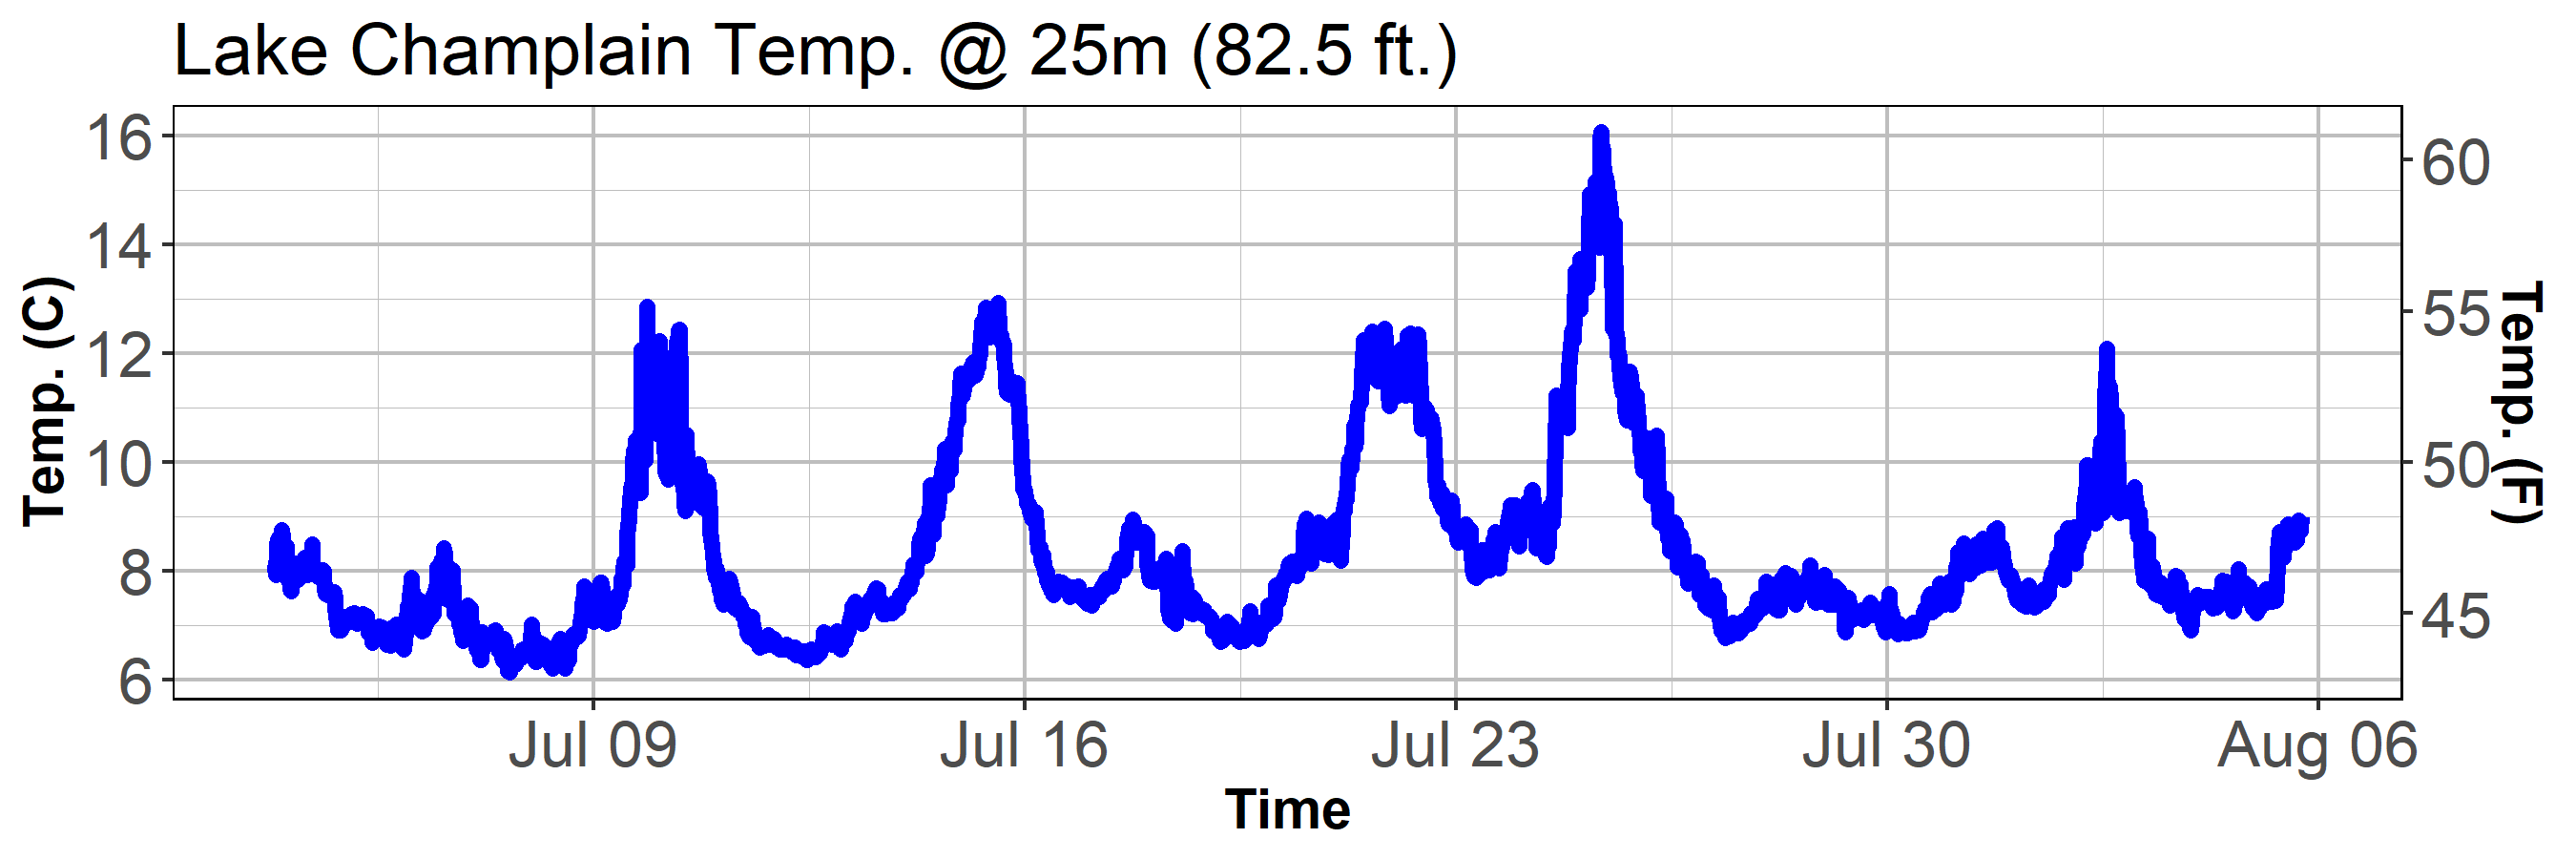 Lake Champlain Temp. @ 25m (82.5 ft.)
16
14
12
10
8
6
Temp. (C)
60
55
50
45
Temp. (F)
Jul 09
Jul 16
Jul 23
Jul 30
Aug 06
Time